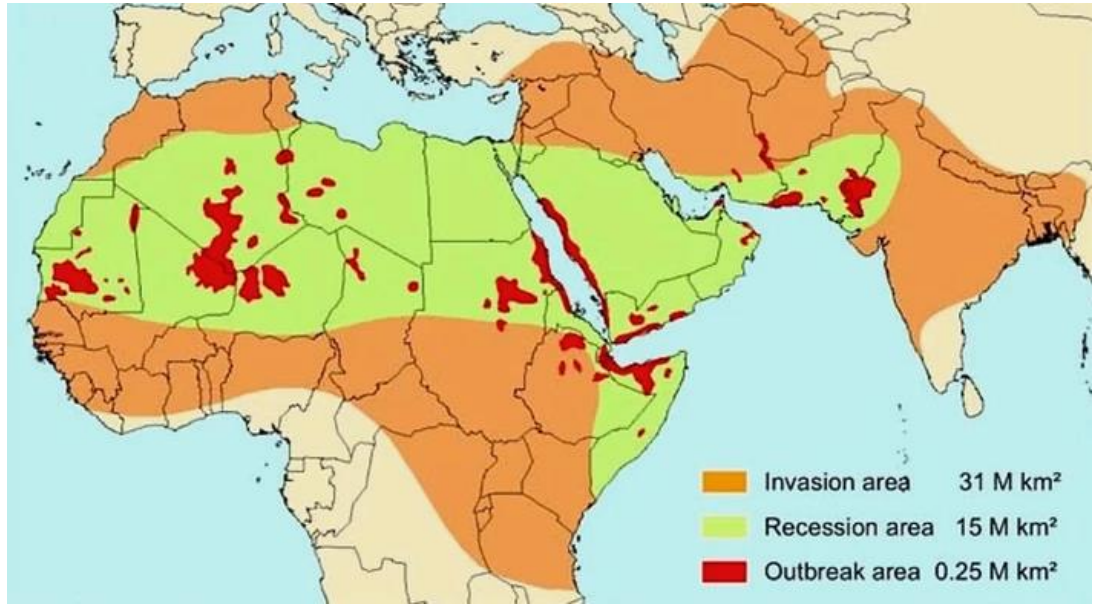 Invasion area 31 M km²
Recession area 15 M km²
Outbreak area 0.25 M km²